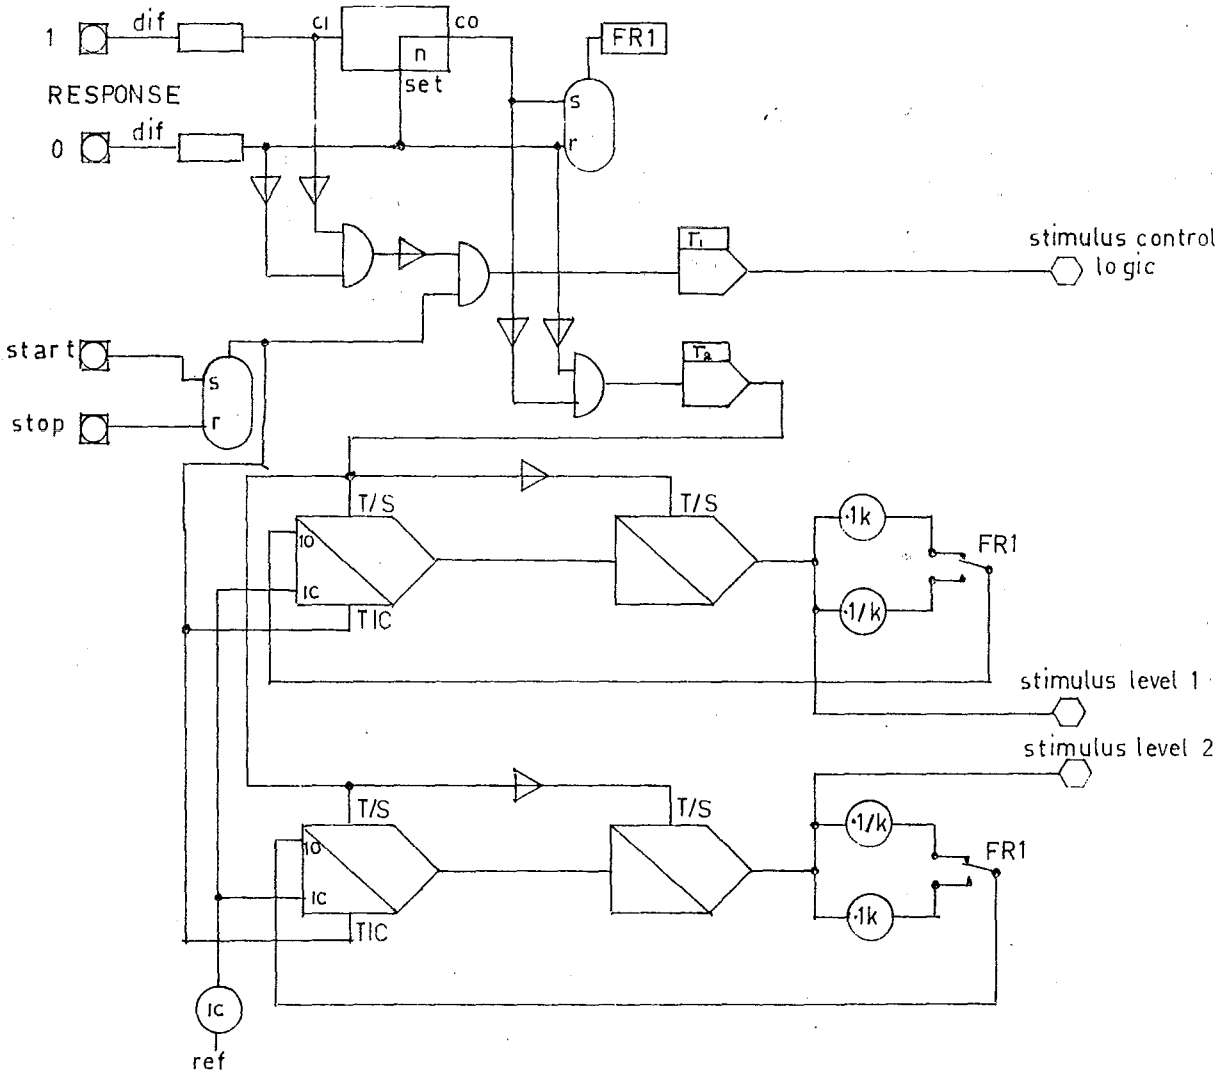 1
dif
CI
CO
n
set
FR1
RESPONSE
0
dif
s
r
T1
stimulus control
logic
start
stop
s
r
T2
T/S
10
IC
TIC
T/S
·1k
·1/k
FR1
stimulus level 1
stimulus level 2
T/S
10
IC
TIC
T/S
·1/k
·1k
FR1
IC
ref